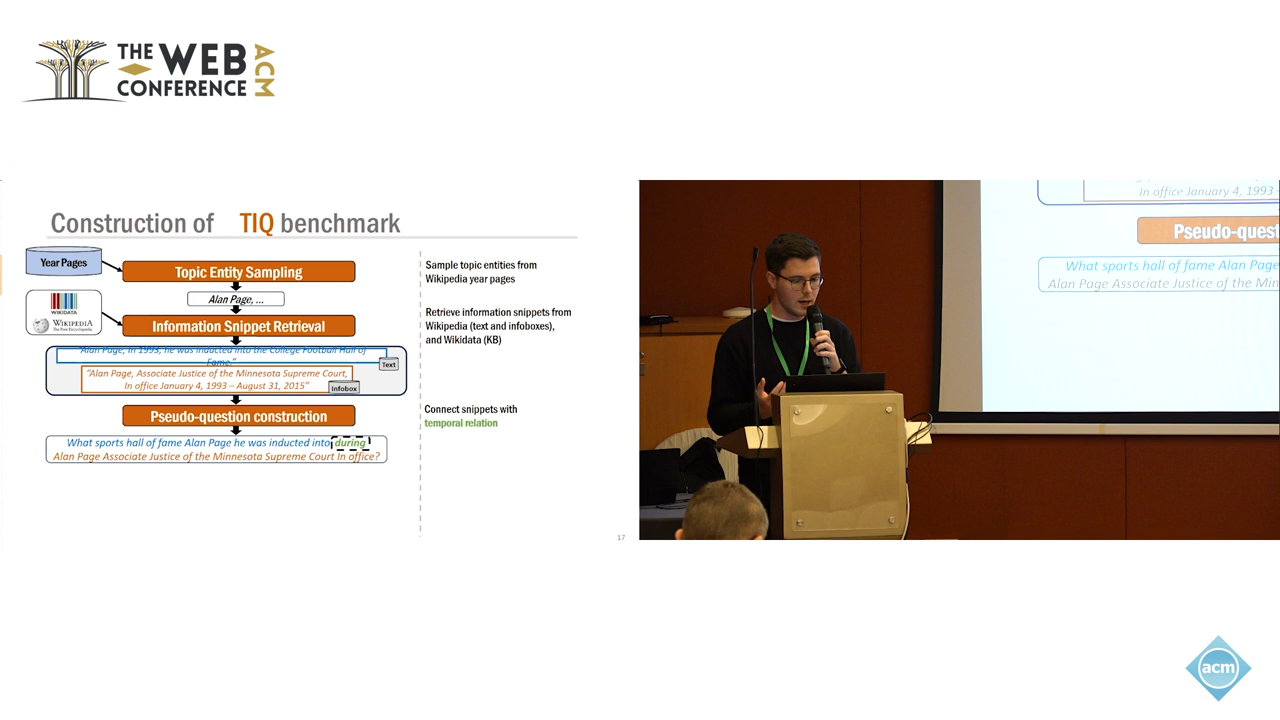 THE WEB
CONFERENCE
ACM
Construction of TIQ benchmark
Year Pages
Topic Entity Sampling
Sample topic entities from
Wikipedia year pages
Alan Page, ...
WIKIDATA
WIKIPEDIA
The Free Encyclopedia
Information Snippet Retrieval
Retrieve information snippets from
Wikipedia (text and infoboxes),
and Wikidata (KB)
"Alan Page, In 1993, he was inducted into the College Football Hall of
Fame."
Text
"Alan Page, Associate Justice of the Minnesota Supreme Court,
In office January 4, 1993 – August 31, 2015"
Infobox
Pseudo-question construction
Connect snippets with
temporal relation
What sports hall of fame Alan Page he was inducted into during
Alan Page Associate Justice of the Minnesota Supreme Court In office?
17
In office January 4, 1993 -
Pseudo-quest
What sports hall of fame Alan Page
Alan Page Associate Justice of the Min
acm